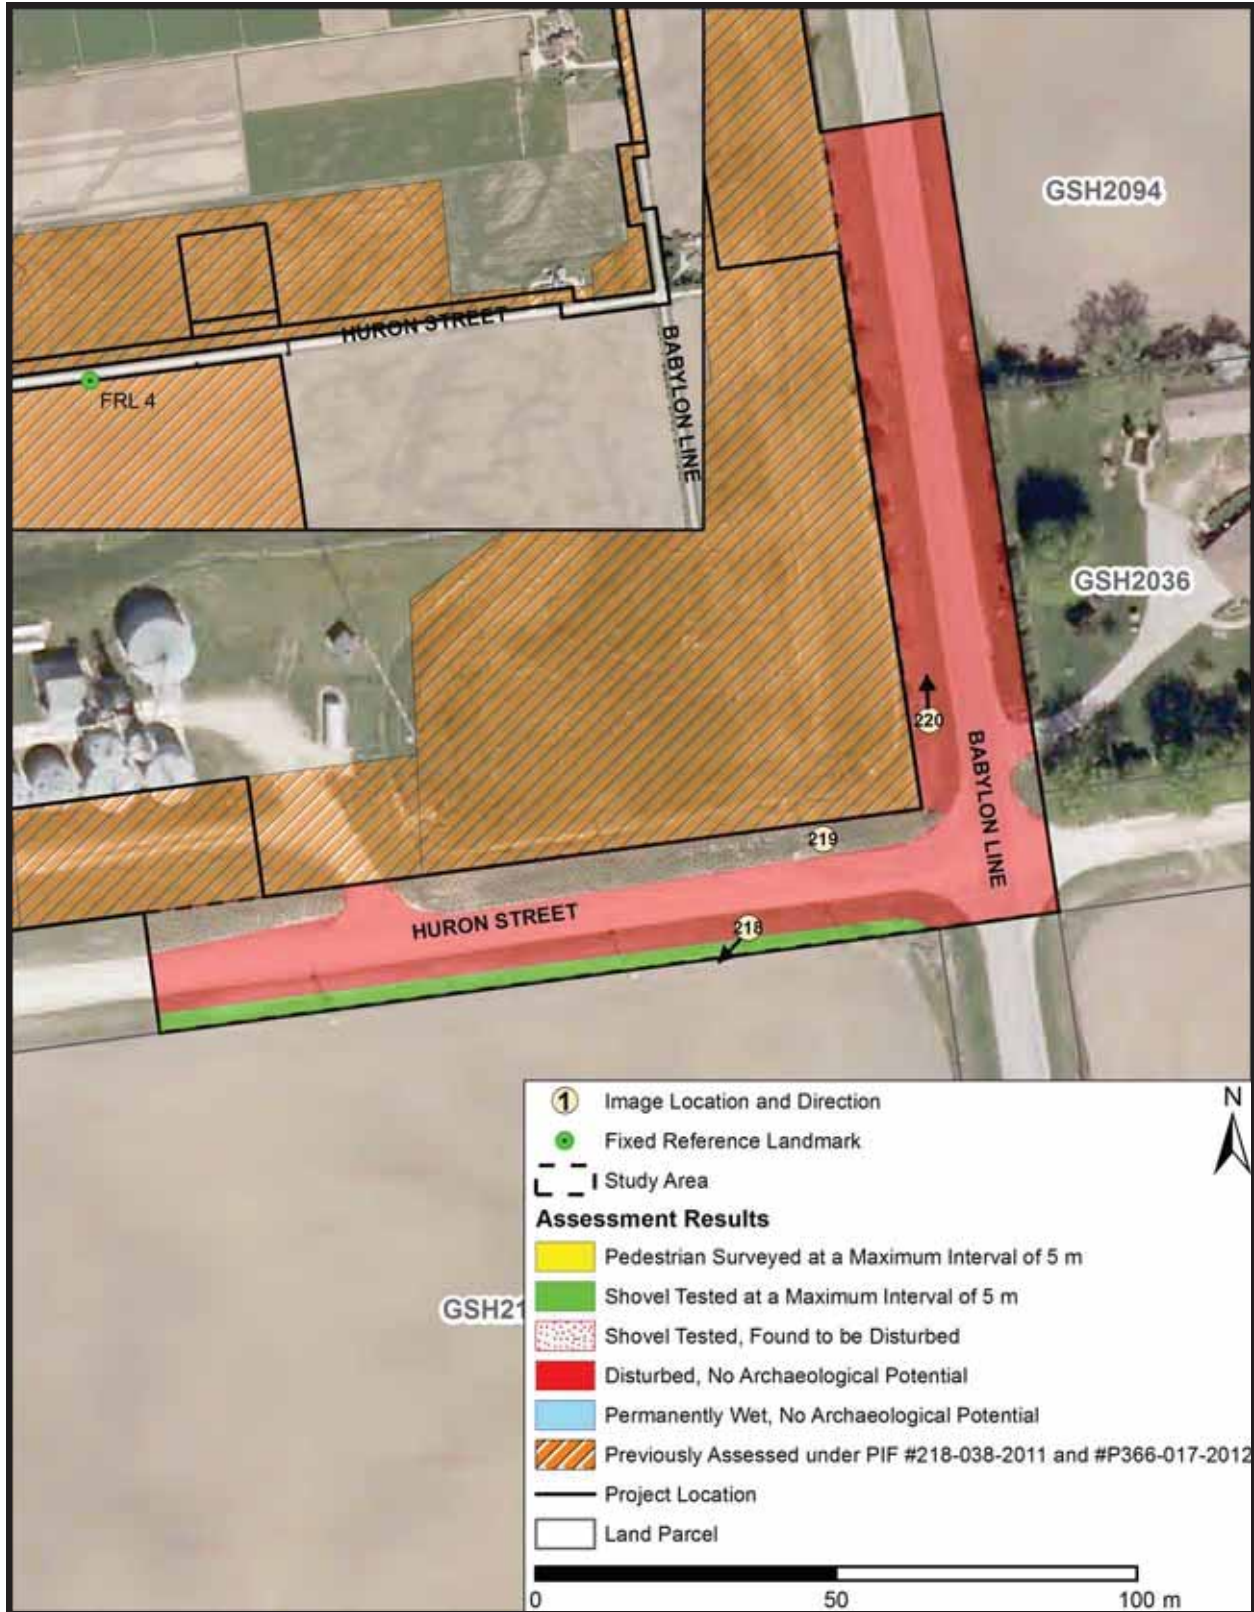 GSH2094
HURON STREET
BABYLON LINE
FRL 4
GSH2036
220
BABYLON LINE
219
HURON STREET
218
GSH21
1 Image Location and Direction
N
Fixed Reference Landmark
Study Area
Assessment Results
Pedestrian Surveyed at a Maximum Interval of 5 m
Shovel Tested at a Maximum Interval of 5 m
Shovel Tested, Found to be Disturbed
Disturbed, No Archaeological Potential
Permanently Wet, No Archaeological Potential
Previously Assessed under PIF #218-038-2011 and #P366-017-2012
Project Location
Land Parcel
0 50 100 m